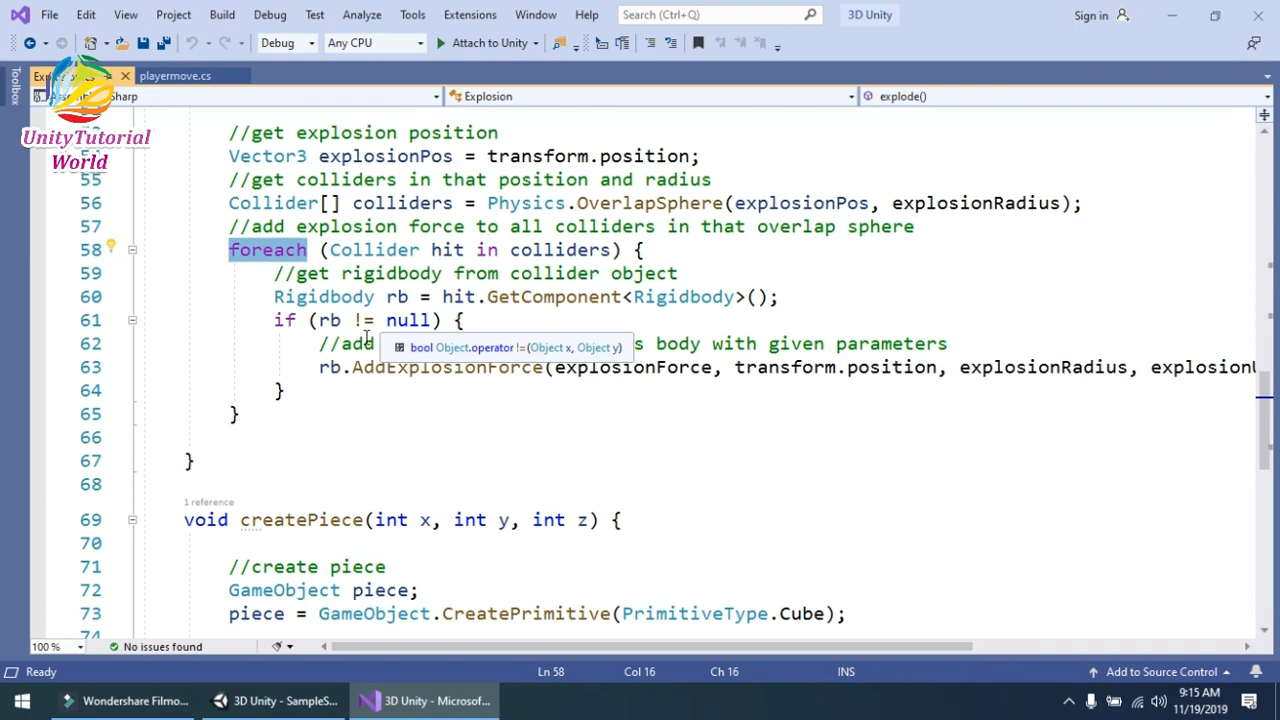 File Edit View Project Build Debug Test Analyze Tools Extensions Window Help Search (Ctrl+Q) 3D Unity Sign in
Debug Any CPU Attach to Unity
Toolbox
playermove.cs
Sharp Explosion explode()
UnityTutorial
World
//get explosion position
Vector3 explosionPos = transform.position;
55 //get colliders in that position and radius
56 Collider[] colliders = Physics.OverlapSphere(explosionPos, explosionRadius);
57 //add explosion force to all colliders in that overlap sphere
58 foreach (Collider hit in colliders) {
59 //get rigidbody from collider object
60 Rigidbody rb = hit.GetComponent<Rigidbody>();
61 if (rb != null) {
62 //add s body with given parameters
bool Object.operator !=(Object x, Object y)
63 rb.AddExplosionForce(explosionForce, transform.position, explosionRadius, explosionU
64 }
65 }
66
67 }
68
1 reference
69 void createPiece(int x, int y, int z) {
70
71 //create piece
72 GameObject piece;
73 piece = GameObject.CreatePrimitive(PrimitiveType.Cube);
74
100 % No issues found
Ready Ln 58 Col 16 Ch 16 INS Add to Source Control
Wondershare Filmo... 3D Unity - SampleS... 3D Unity - Microsof... 9:15 AM
11/19/2019